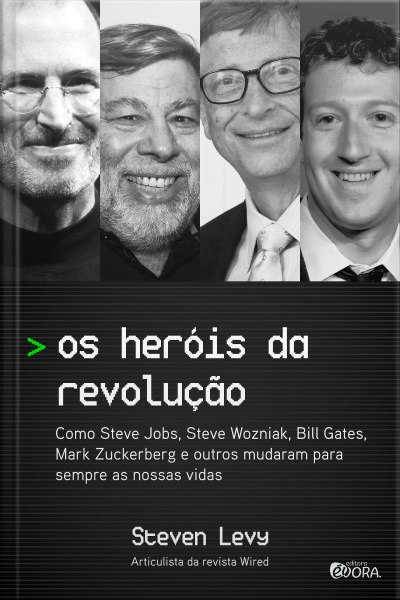 > os heróis da
revolução
Como Steve Jobs, Steve Wozniak, Bill Gates,
Mark Zuckerberg e outros mudaram para
sempre as nossas vidas
Steven Levy
Articulista da revista Wired
editora
évORA.